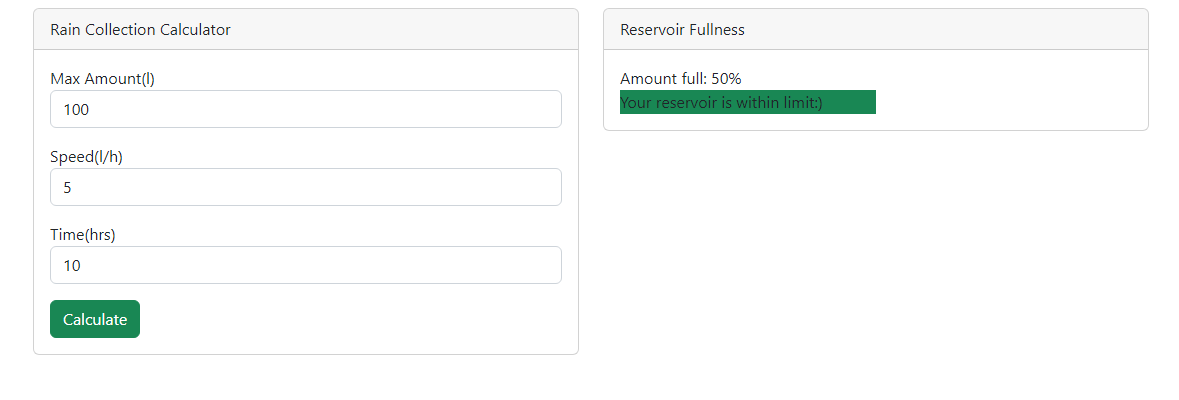 Rain Collection Calculator
Max Amount(l)
100
Speed(l/h)
5
Time(hrs)
10
Calculate
Reservoir Fullness
Amount full: 50%
Your reservoir is within limit:)